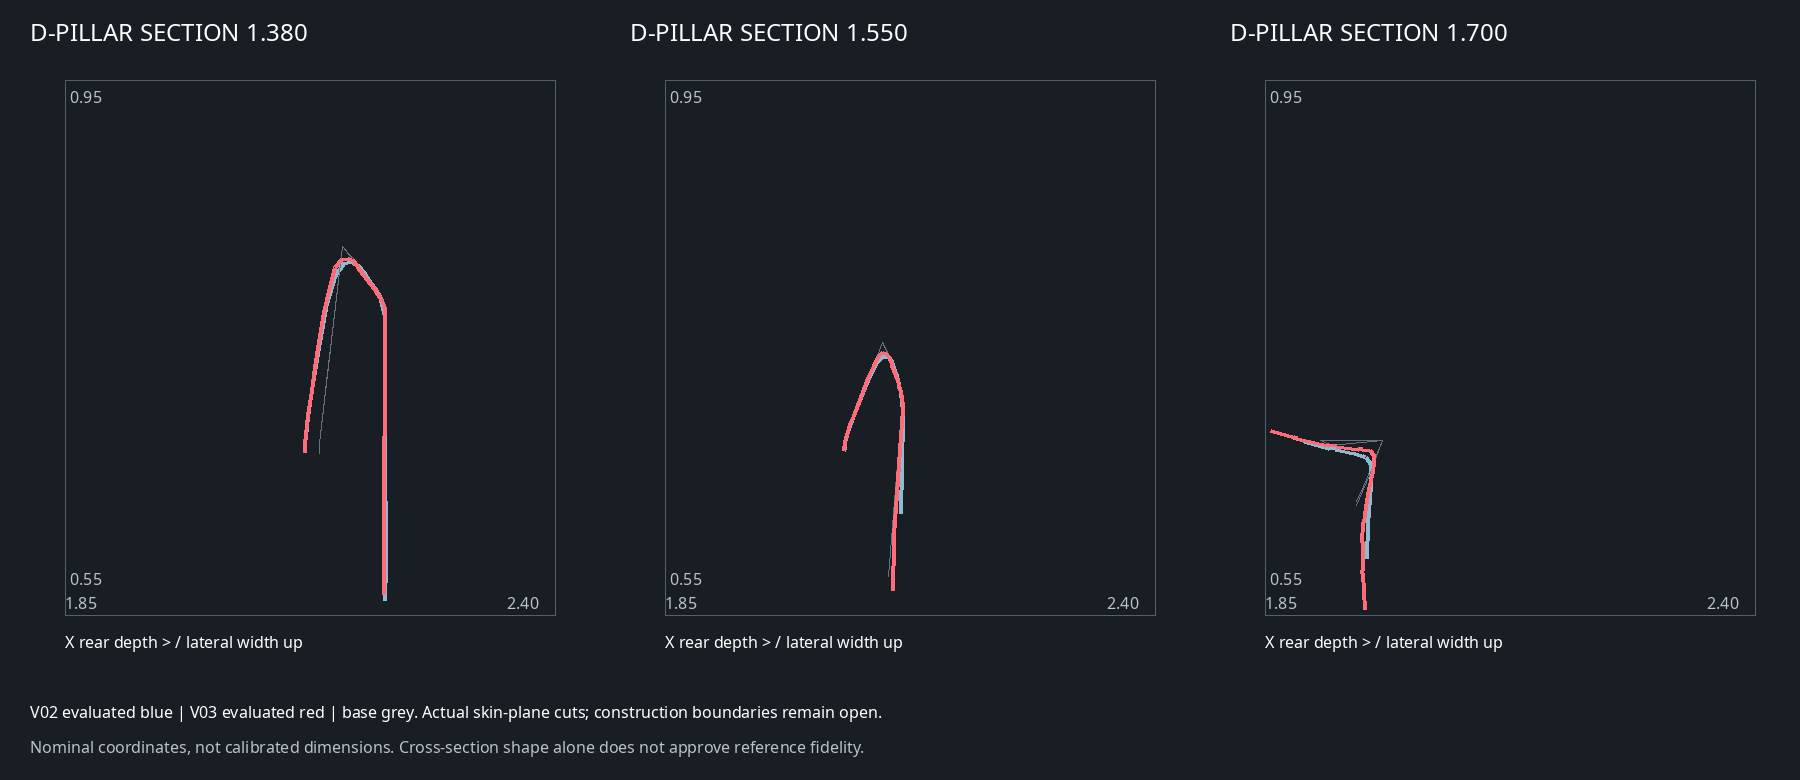 D-PILLAR SECTION 1.380
D-PILLAR SECTION 1.550
D-PILLAR SECTION 1.700
0.95
0.95
0.95
0.55
0.55
0.55
1.85
2.40
1.85
2.40
1.85
2.40
X rear depth > / lateral width up
X rear depth > / lateral width up
X rear depth > / lateral width up
V02 evaluated blue | V03 evaluated red | base grey. Actual skin-plane cuts; construction boundaries remain open.
Nominal coordinates, not calibrated dimensions. Cross-section shape alone does not approve reference fidelity.